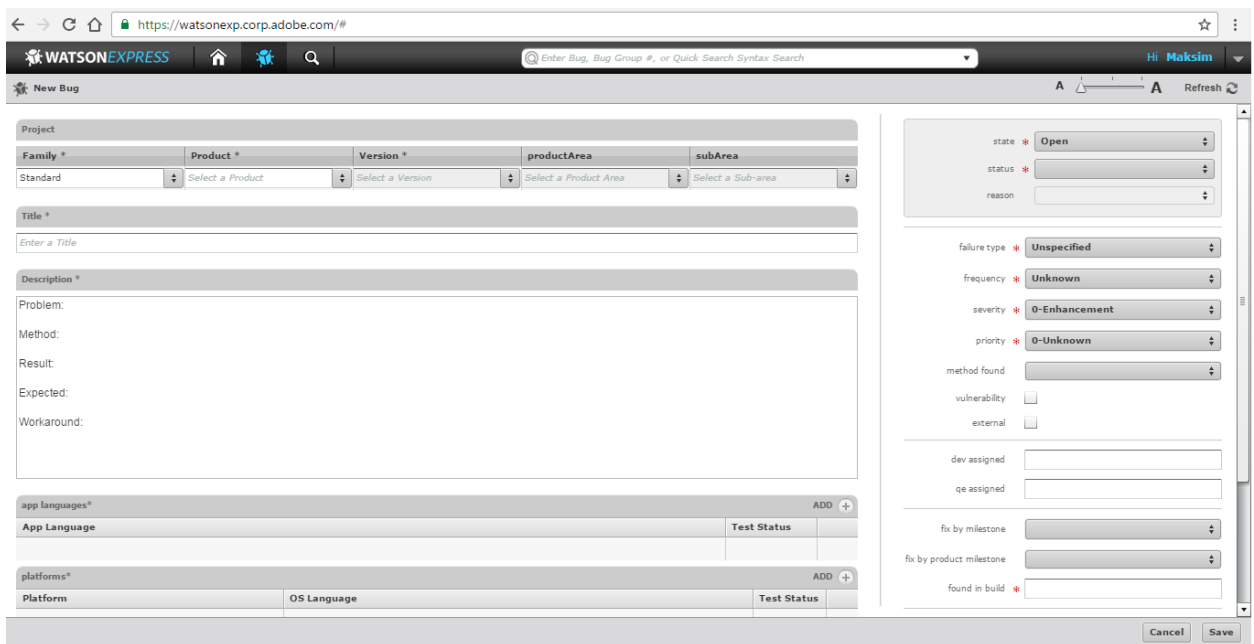 https://watsonexp.corp.adobe.com/#
WATSONEXPRESS
Enter Bug, Bug Group #, or Quick Search Syntax Search
Hi Maksim
New Bug
A A Refresh
Project
Family * Product * Version * productArea subArea
Standard Select a Product Select a Version Select a Product Area Select a Sub-area
Title *
Enter a Title
Description *
Problem:
Method:
Result:
Expected:
Workaround:
app languages* ADD
App Language Test Status
platforms* ADD
Platform OS Language Test Status
state * Open
status *
reason
failure type * Unspecified
frequency * Unknown
severity * 0-Enhancement
priority * 0-Unknown
method found
vulnerability
external
dev assigned
qe assigned
fix by milestone
fix by product milestone
found in build *
Cancel Save